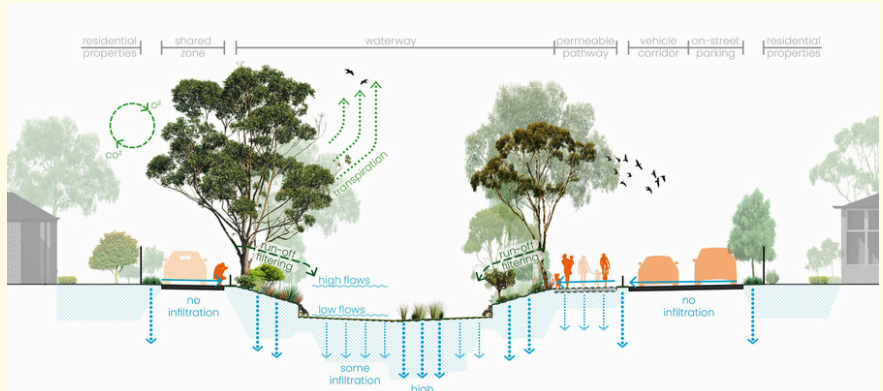 residential
properties
shared
zone
waterway
permeable
pathway
vehicle
corridor
on-street
parking
residential
properties
O²
CO²
transpiration
run-off
filtering
run-off
filtering
high flows
low flows
no
infiltration
no
infiltration
some
infiltration
high